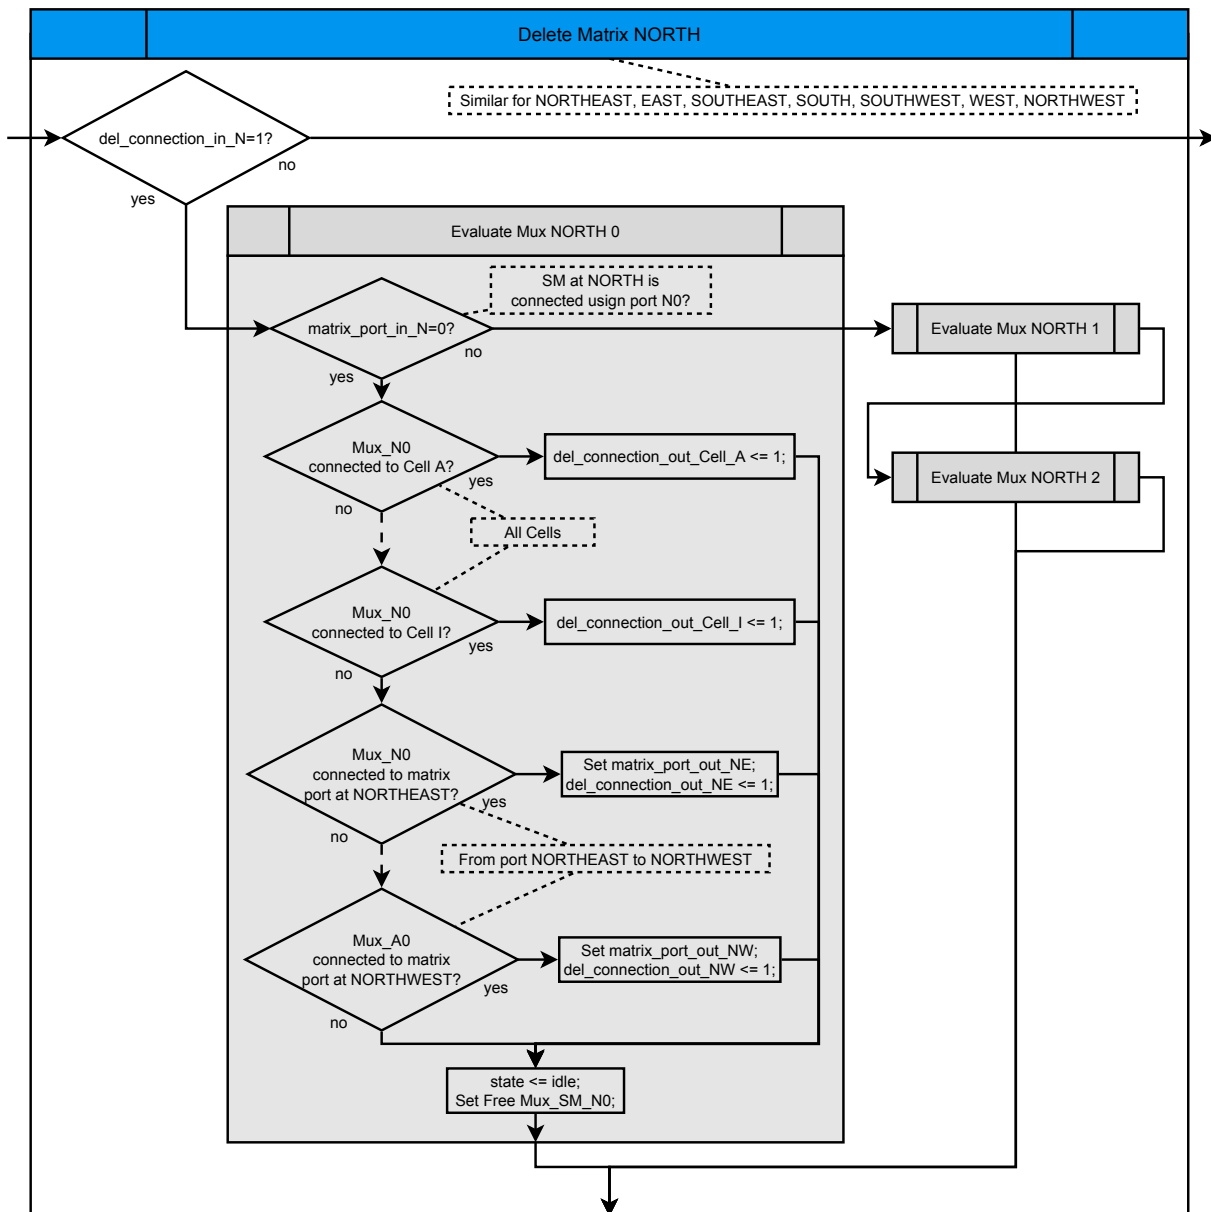 Delete Matrix NORTH
Similar for NORTHEAST, EAST, SOUTHEAST, SOUTH, SOUTHWEST, WEST, NORTHWEST
del_connection_in_N=1?
no
yes
Evaluate Mux NORTH 0
SM at NORTH is
connected usign port N0?
matrix_port_in_N=0?
no
yes
Evaluate Mux NORTH 1
Mux_N0
connected to Cell A?
yes
no
del_connection_out_Cell_A <= 1;
Evaluate Mux NORTH 2
All Cells
Mux_N0
connected to Cell I?
yes
no
del_connection_out_Cell_I <= 1;
Mux_N0
connected to matrix
port at NORTHEAST?
yes
no
Set matrix_port_out_NE;
del_connection_out_NE <= 1;
From port NORTHEAST to NORTHWEST
Mux_A0
connected to matrix
port at NORTHWEST?
yes
no
Set matrix_port_out_NW;
del_connection_out_NW <= 1;
state <= idle;
Set Free Mux_SM_N0;